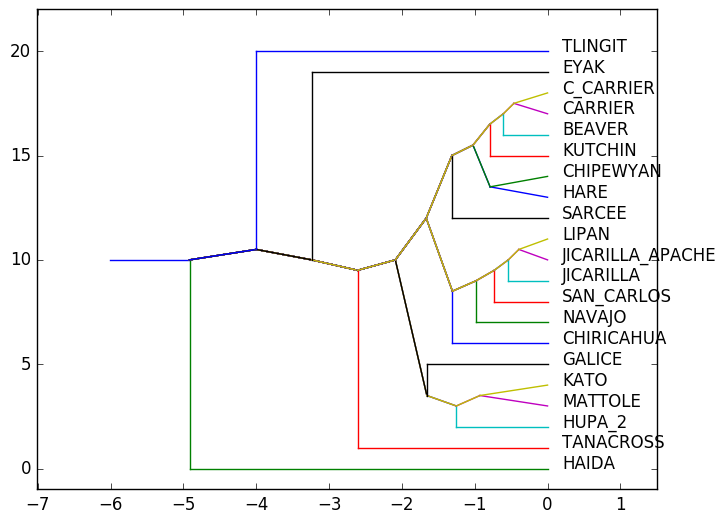 20
15
10
5
0
TLINGIT
EYAK
C_CARRIER
CARRIER
BEAVER
KUTCHIN
CHIPEWYAN
HARE
SARCEE
LIPAN
JICARILLA_APACHE
JICARILLA
SAN_CARLOS
NAVAJO
CHIRICAHUA
GALICE
KATO
MATTOLE
HUPA_2
TANACROSS
HAIDA
−7 −6 −5 −4 −3 −2 −1 0 1